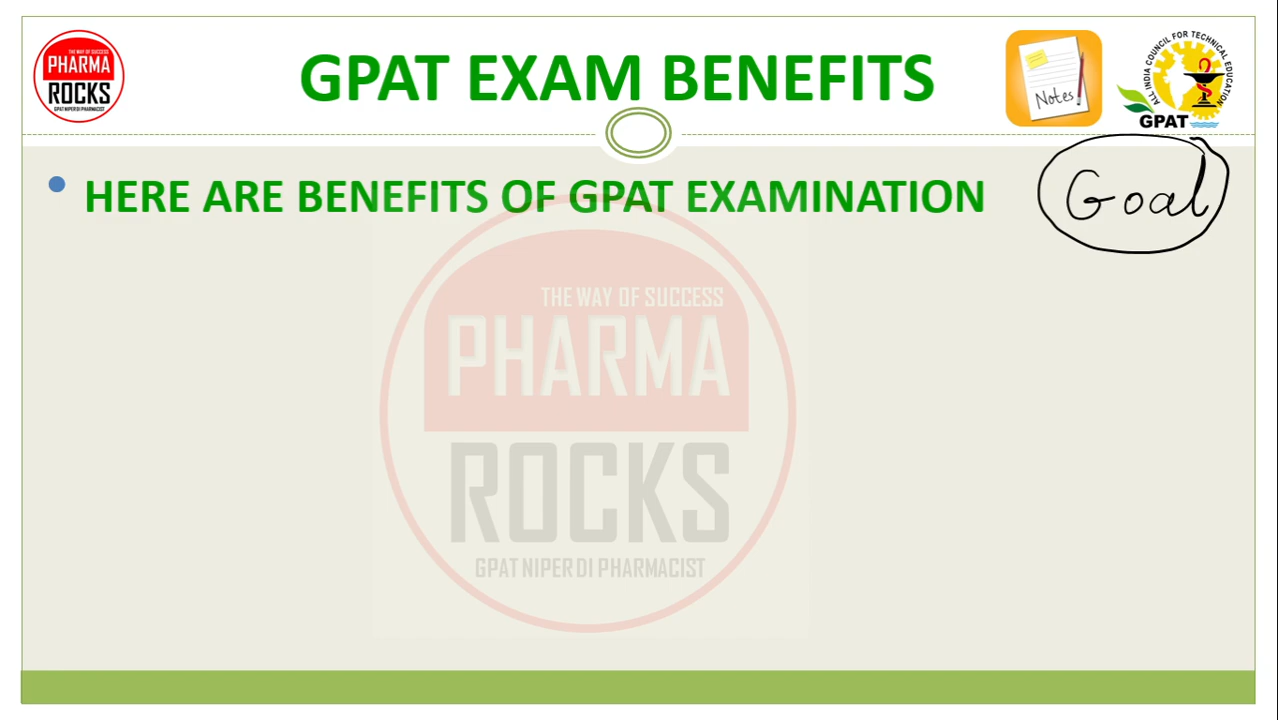 THE WAY OF SUCCESS
PHARMA
ROCKS
GPAT NIPER DI PHARMACIST
GPAT EXAM BENEFITS
Notes
ALL INDIA COUNCIL FOR TECHNICAL EDUCATION
GPAT
• HERE ARE BENEFITS OF GPAT EXAMINATION
Goal
THE WAY OF SUCCESS
PHARMA
ROCKS
GPAT NIPER DI PHARMACIST